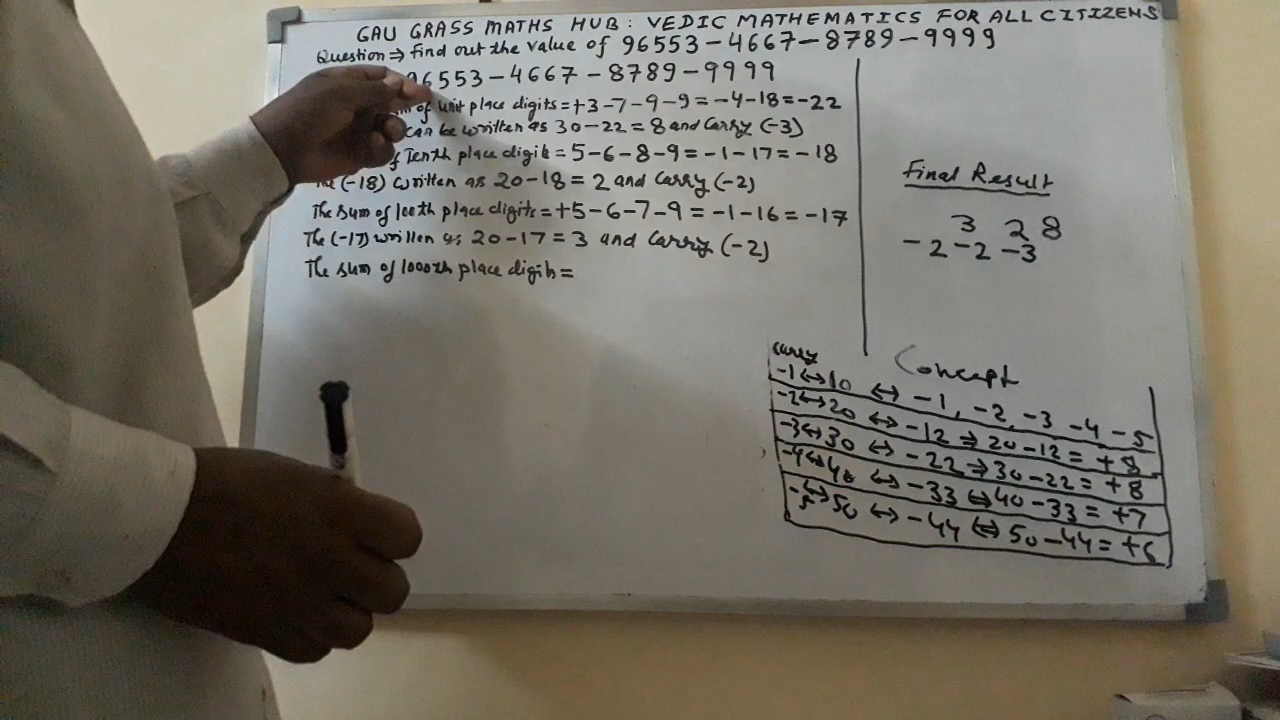 GAU GRASS MATHS HUB: VEDIC MATHEMATICS FOR ALL CITIZENS
Question ⇒ find out the value of 96553-4667-8789-9999
96553-4667-8789-9999
of unit place digits=+3-7-9-9=-4-18=-22
can be written as 30-22=8 and carry (-3)
Tenth place digits=5-6-8-9=-1-17=-18
(-18) written as 20-18=2 and carry (-2)
The sum of 100th place digits=+5-6-7-9=-1-16=-17
The (-17) written as 20-17=3 and carry (-2)
The sum of 1000th place digits=
Final Result
3 2 8
-2-2-3
Concept
carry
-1↔10 ↔ -1, -2, -3 -4 -5
-2↔20 ↔ -12 ⇒ 20-12=+8
-3↔30 ↔ -22 ⇒ 30-22=+8
-4↔40 ↔ -33 ⇔ 40-33=+7
-5↔50 ↔ -44 ⇔ 50-44=+6